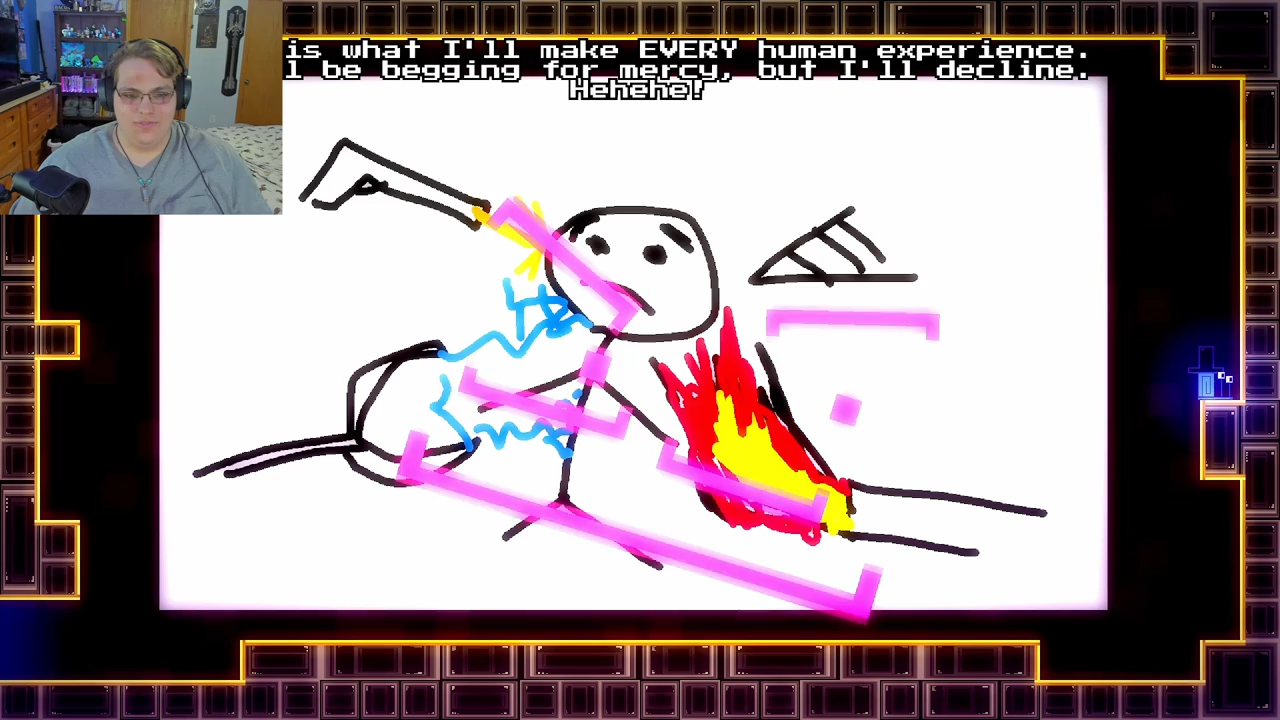 is what I'll make EVERY human experience.
l be begging for mercy, but I'll decline.
Hehehe!